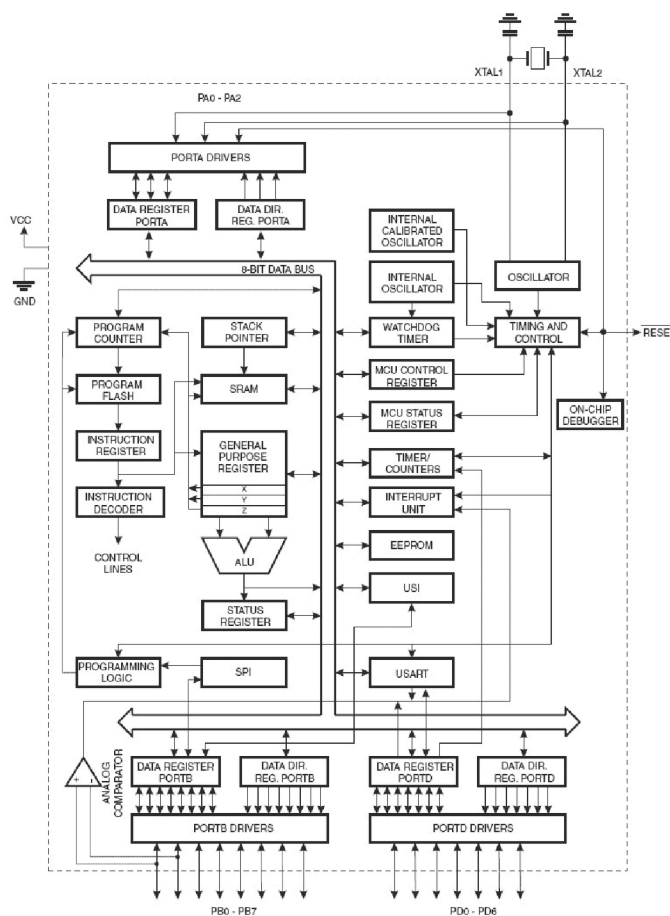 XTAL1
XTAL2
PA0 - PA2
PORTA DRIVERS
DATA REGISTER
PORTA
DATA DIR.
REG. PORTA
VCC
GND
INTERNAL
CALIBRATED
OSCILLATOR
8-BIT DATA BUS
INTERNAL
OSCILLATOR
OSCILLATOR
PROGRAM
COUNTER
STACK
POINTER
WATCHDOG
TIMER
TIMING AND
CONTROL
RESE
PROGRAM
FLASH
SRAM
MCU CONTROL
REGISTER
MCU STATUS
REGISTER
ON-CHIP
DEBUGGER
INSTRUCTION
REGISTER
GENERAL
PURPOSE
REGISTER
X
Y
Z
TIMER/
COUNTERS
INSTRUCTION
DECODER
INTERRUPT
UNIT
CONTROL
LINES
ALU
EEPROM
STATUS
REGISTER
USI
PROGRAMMING
LOGIC
SPI
USART
ANALOG
COMPARATOR
+
-
DATA REGISTER
PORTB
DATA DIR.
REG. PORTB
DATA REGISTER
PORTD
DATA DIR.
REG. PORTD
PORTB DRIVERS
PORTD DRIVERS
PB0 - PB7
PD0 - PD6